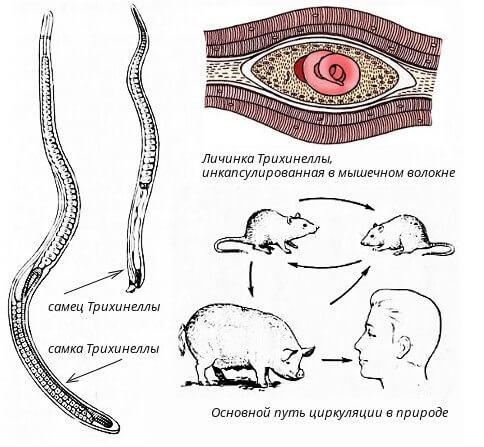 Личинка Трихинеллы,
инкапсулированная в мышечном волокне
самец Трихинеллы
самка Трихинеллы
Основной путь циркуляции в природе